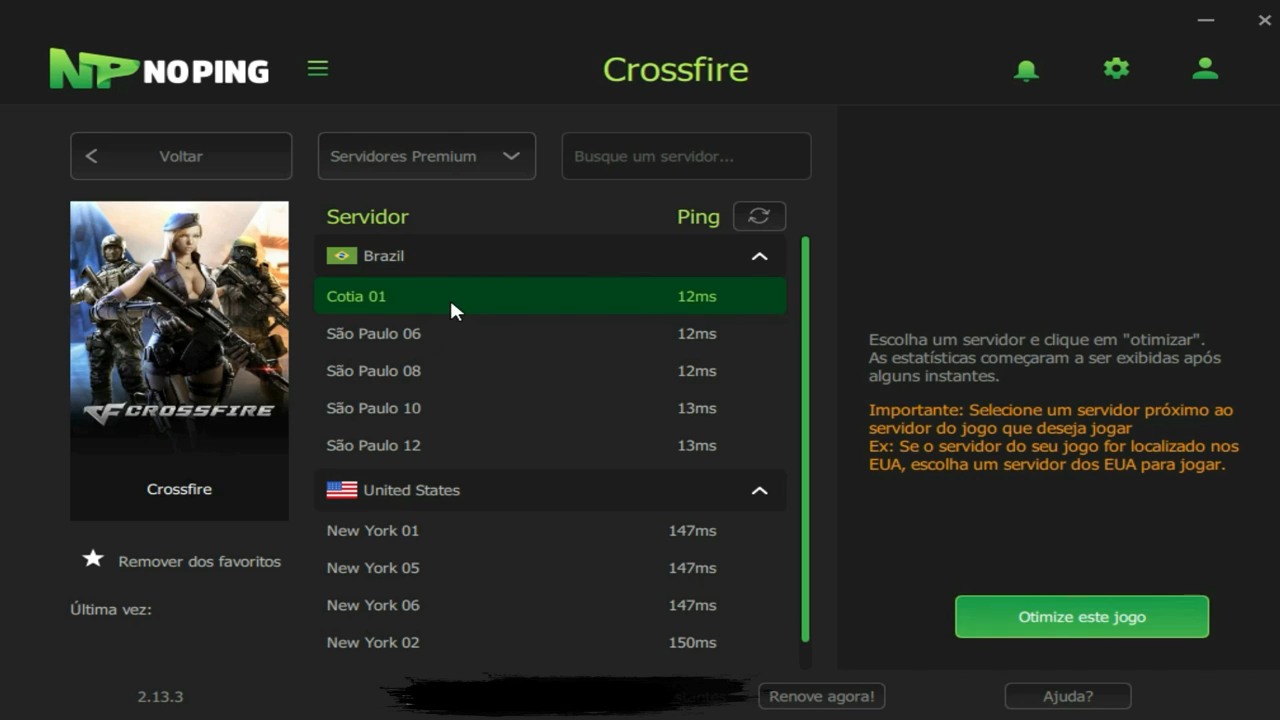 NP NOPING
Crossfire
Voltar
Servidores Premium
Busque um servidor...
CF CROSSFIRE
Crossfire
Remover dos favoritos
Última vez:
Servidor Ping
Brazil
Cotia 01 12ms
São Paulo 06 12ms
São Paulo 08 12ms
São Paulo 10 13ms
São Paulo 12 13ms
United States
New York 01 147ms
New York 05 147ms
New York 06 147ms
New York 02 150ms
Escolha um servidor e clique em "otimizar".
As estatísticas começaram a ser exibidas após
alguns instantes.
Importante: Selecione um servidor próximo ao
servidor do jogo que deseja jogar
Ex: Se o servidor do seu jogo for localizado nos
EUA, escolha um servidor dos EUA para jogar.
Otimize este jogo
2.13.3
Renove agora!
Ajuda?